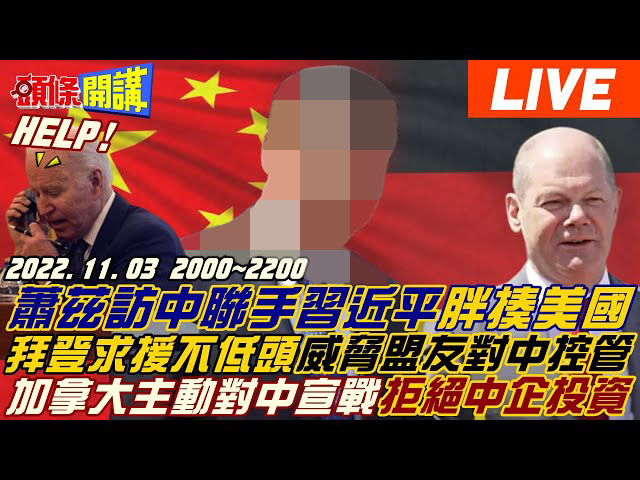 頭條開講
LIVE
HELP!
2022.11.03 2000~2200
蕭茲訪中聯手習近平胖揍美國
拜登求援不低頭威脅盟友對中控管
加拿大主動對中宣戰拒絕中企投資